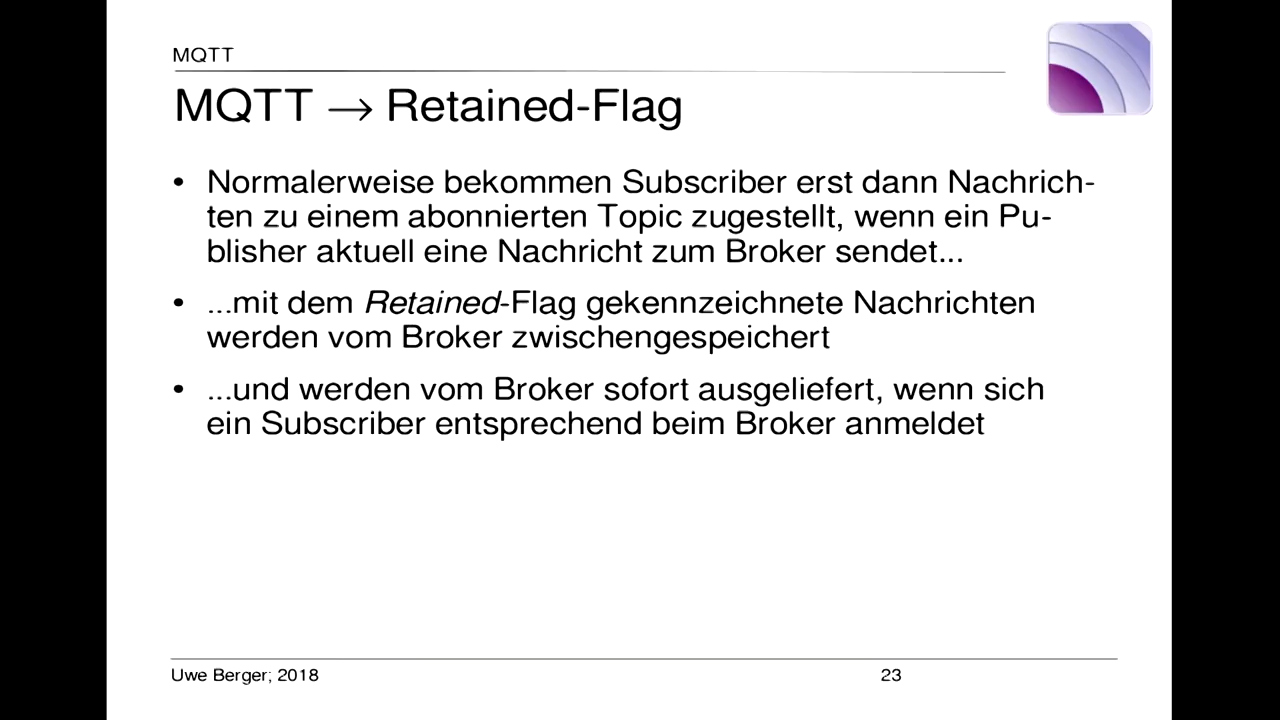 MQTT
MQTT → Retained-Flag
• Normalerweise bekommen Subscriber erst dann Nachrich-
ten zu einem abonnierten Topic zugestellt, wenn ein Pu-
blisher aktuell eine Nachricht zum Broker sendet...
• ...mit dem Retained-Flag gekennzeichnete Nachrichten
werden vom Broker zwischengespeichert
• ...und werden vom Broker sofort ausgeliefert, wenn sich
ein Subscriber entsprechend beim Broker anmeldet
Uwe Berger; 2018 23